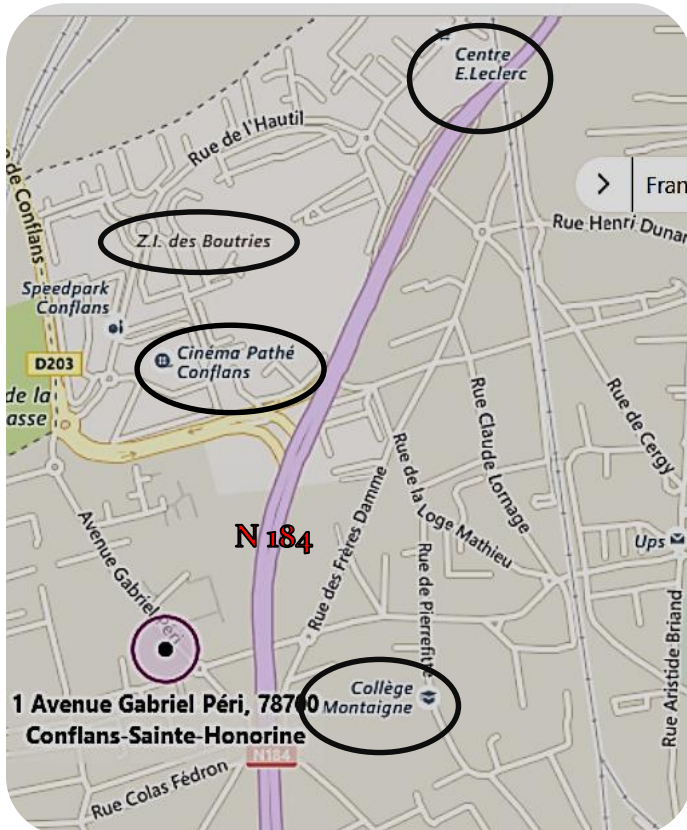 Centre
E.Leclerc
Rue de l'Hautil
de Conflans
Fran
Rue Henri Dunar
Z.I. des Boutries
Speedpark
Conflans
Cinéma Pathé
Conflans
D203
de la
asse
Rue Claude Lornage
Rue de Cergy
Rue de la Loge Mathieu
Rue des Frères Damme
N 184
Avenue Gabriel Péri
Rue de Pierrefitte
Ups
Rue Aristide Briand
1 Avenue Gabriel Péri, 78700
Conflans-Sainte-Honorine
Collège
Montaigne
N184
Rue Colas Fédron